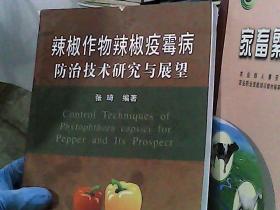 辣椒作物辣椒疫霉病
防治技术研究与展望
张 琦 编著
Control Techniques of
Phytophthora capsici for
Pepper and Its Prospect
家畜繁